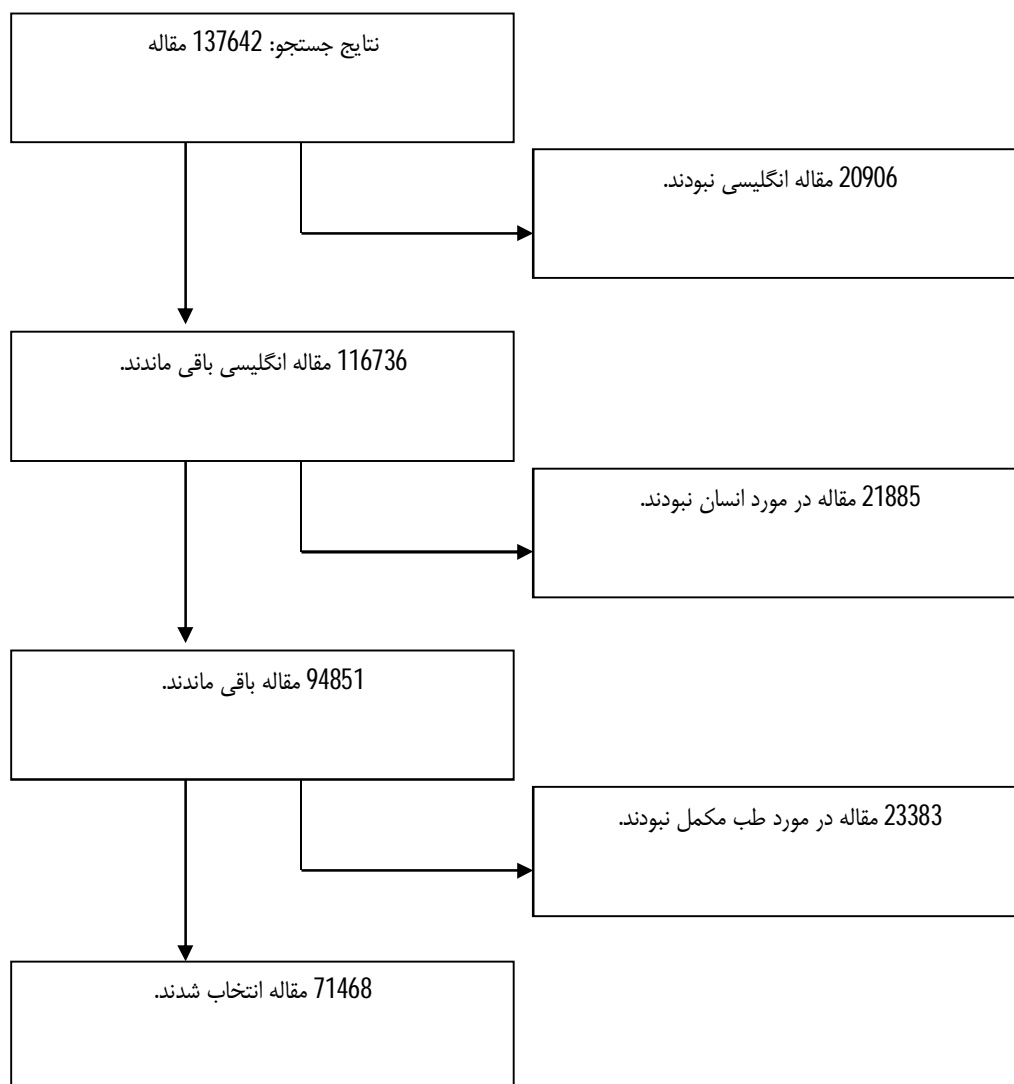 نتایج جستجو: 137642 مقاله
20906 مقاله انگلیسی نبودند.
116736 مقاله انگلیسی باقی ماندند.
21885 مقاله در مورد انسان نبودند.
94851 مقاله باقی ماندند.
23383 مقاله در مورد طب مکمل نبودند.
71468 مقاله انتخاب شدند.